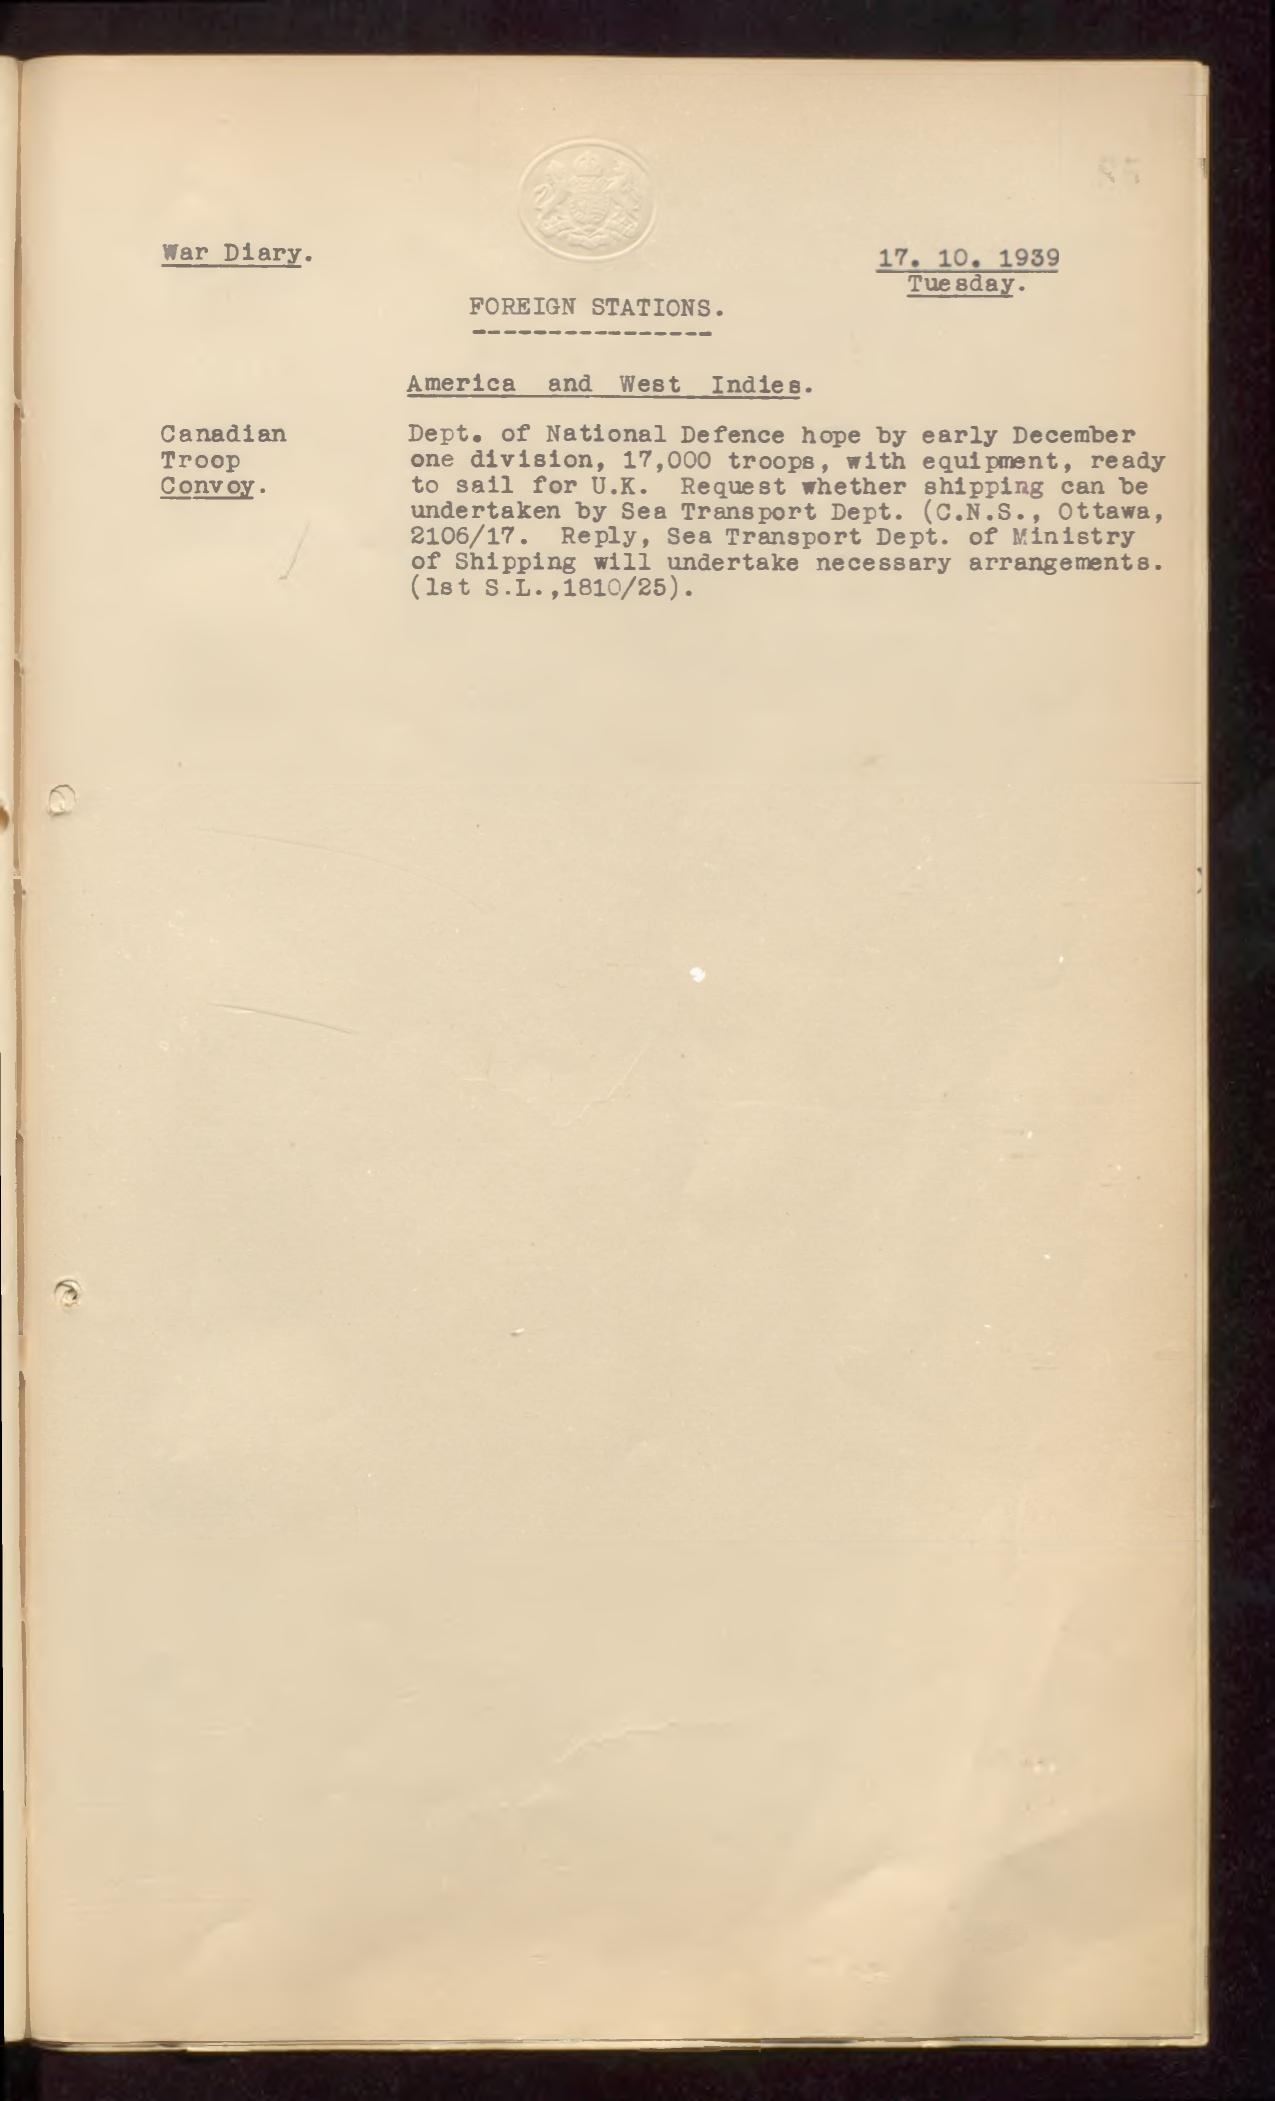 War Diary.
17. 10. 1939
Tuesday.
FOREIGN STATIONS.
America and West Indies.
Canadian
Troop
Convoy.
Dept. of National Defence hope by early December
one division, 17,000 troops, with equipment, ready
to sail for U.K. Request whether shipping can be
undertaken by Sea Transport Dept. (C.N.S., Ottawa,
2106/17. Reply, Sea Transport Dept. of Ministry
of Shipping will undertake necessary arrangements.
(1st S.L.,1810/25).